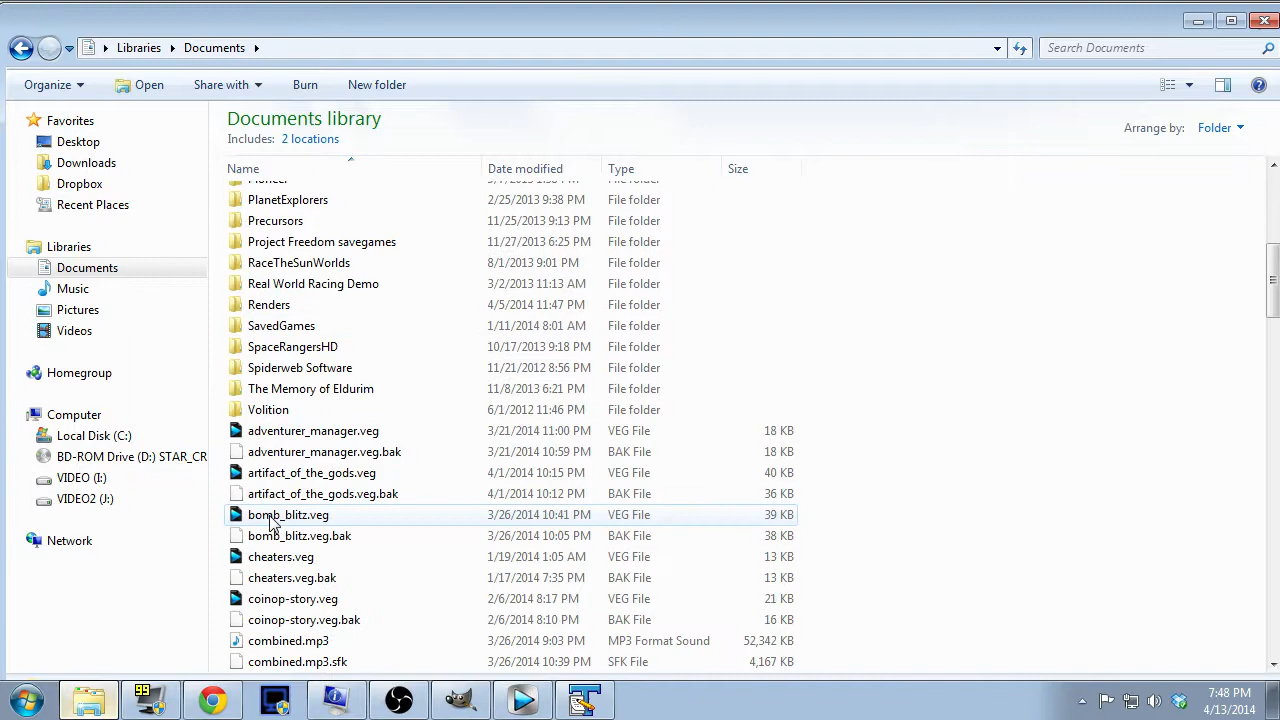 Libraries Documents
Search Documents
Organize Open Share with Burn New folder
Favorites
Desktop
Downloads
Dropbox
Recent Places
Libraries
Documents
Music
Pictures
Videos
Homegroup
Computer
Local Disk (C:)
BD-ROM Drive (D:) STAR_CR
VIDEO (I:)
VIDEO2 (J:)
Network
Documents library
Includes: 2 locations
Arrange by: Folder
Name Date modified Type Size
PlanetExplorers 2/25/2013 9:38 PM File folder
Precursors 11/25/2013 9:13 PM File folder
Project Freedom savegames 11/27/2013 6:25 PM File folder
RaceTheSunWorlds 8/1/2013 9:01 PM File folder
Real World Racing Demo 3/2/2013 11:13 AM File folder
Renders 4/5/2014 11:47 PM File folder
SavedGames 1/11/2014 8:01 AM File folder
SpaceRangersHD 10/17/2013 9:18 PM File folder
Spiderweb Software 11/21/2012 8:56 PM File folder
The Memory of Eldurim 11/8/2013 6:21 PM File folder
Volition 6/1/2012 11:46 PM File folder
adventurer_manager.veg 3/21/2014 11:00 PM VEG File 18 KB
adventurer_manager.veg.bak 3/21/2014 10:59 PM BAK File 18 KB
artifact_of_the_gods.veg 4/1/2014 10:15 PM VEG File 40 KB
artifact_of_the_gods.veg.bak 4/1/2014 10:12 PM BAK File 36 KB
bomb_blitz.veg 3/26/2014 10:41 PM VEG File 39 KB
bomb_blitz.veg.bak 3/26/2014 10:05 PM BAK File 38 KB
cheaters.veg 1/19/2014 1:05 AM VEG File 13 KB
cheaters.veg.bak 1/17/2014 7:35 PM BAK File 13 KB
coinop-story.veg 2/6/2014 8:17 PM VEG File 21 KB
coinop-story.veg.bak 2/6/2014 8:10 PM BAK File 16 KB
combined.mp3 3/26/2014 9:03 PM MP3 Format Sound 52,342 KB
combined.mp3.sfk 3/26/2014 10:39 PM SFK File 4,167 KB
99
7:48 PM
4/13/2014